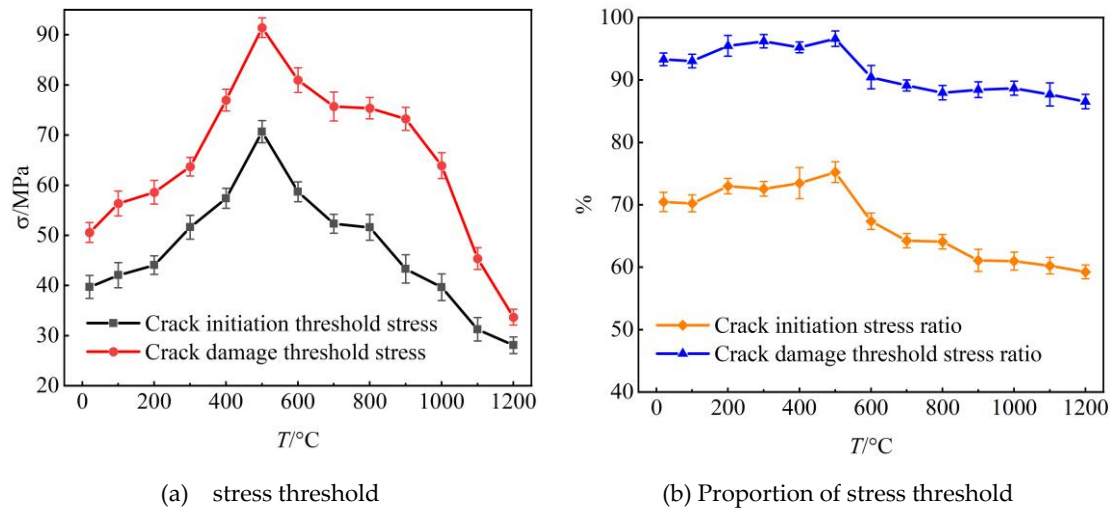 90
80
70
60
50
40
30
20
σ/MPa
Crack initiation threshold stress
Crack damage threshold stress
0 200 400 600 800 1000 1200
T/°C
(a) stress threshold
100
90
80
70
60
50
40
%
Crack initiation stress ratio
Crack damage threshold stress ratio
0 200 400 600 800 1000 1200
T/°C
(b) Proportion of stress threshold